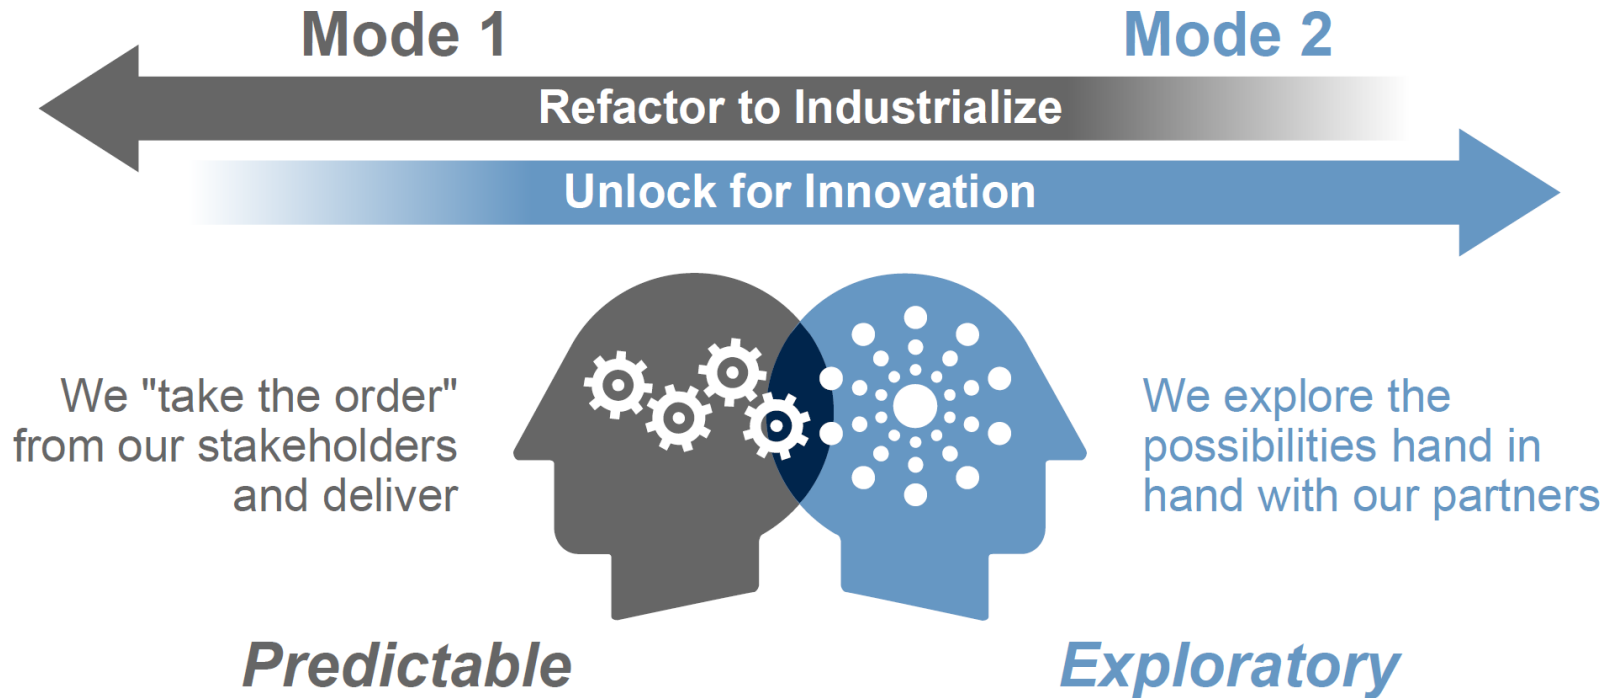 Mode 1
Mode 2
Refactor to Industrialize
Unlock for Innovation
We "take the order"
from our stakeholders
and deliver
We explore the
possibilities hand in
hand with our partners
Predictable
Exploratory